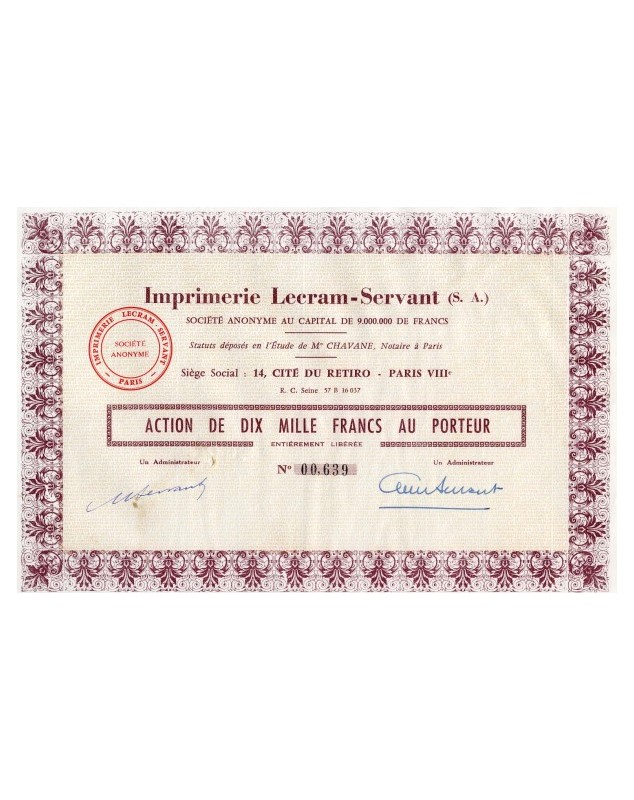 Imprimerie Lecram-Servant (S. A.)
SOCIÉTÉ ANONYME AU CAPITAL DE 9.000.000 DE FRANCS
Statuts déposés en l'Étude de Me CHAVANE, Notaire à Paris
IMPRIMERIE LECRAM - SERVANT
SOCIÉTÉ
ANONYME
– PARIS –
Siège Social : 14, CITÉ DU RETIRO - PARIS VIIIe
R. C. Seine 57 B 16 037
ACTION DE DIX MILLE FRANCS AU PORTEUR
ENTIÈREMENT LIBÉRÉE
Un Administrateur
No 00.639
Un Administrateur